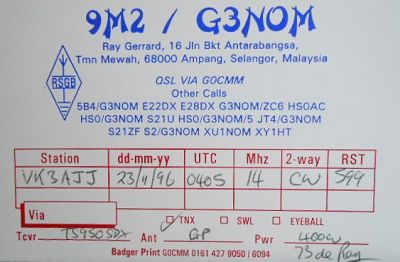 9M2 / G3NOM
Ray Gerrard, 16 Jln Bkt Antarabangsa,
Tmn Mewah, 68000 Ampang, Selangor, Malaysia
RSGB
QSL VIA G0CMM
Other Calls
5B4/G3NOM E22DX E28DX G3NOM/ZC6 HS0AC
HS0/G3NOM S21U HS0/G3NOM/5 JT4/G3NOM
S21ZF S2/G3NOM XU1NOM XY1HT
Station dd-mm-yy UTC Mhz 2-way RST
VK3AJJ 23/11/96 0405 14 CW 599
Via
TNX SWL EYEBALL
Tcvr TS950SDX Ant GP Pwr 400W
73 de Ray
Badger Print G0CMM 0161 427 9050 / 6094